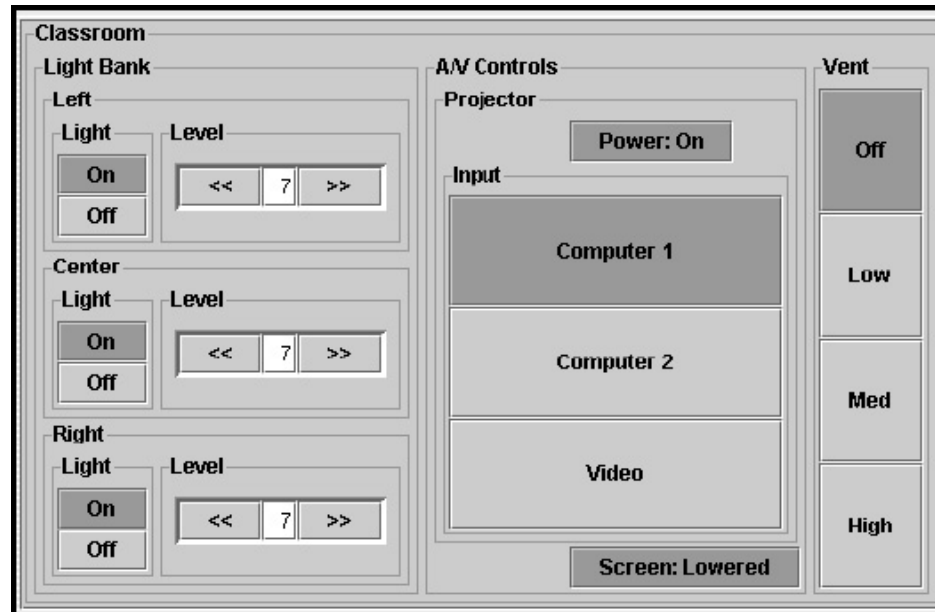 Classroom
Light Bank
Left
Light
On
Off
Level
<< 7 >>
Center
Light
On
Off
Level
<< 7 >>
Right
Light
On
Off
Level
<< 7 >>
A/V Controls
Projector
Power: On
Input
Computer 1
Computer 2
Video
Screen: Lowered
Vent
Off
Low
Med
High